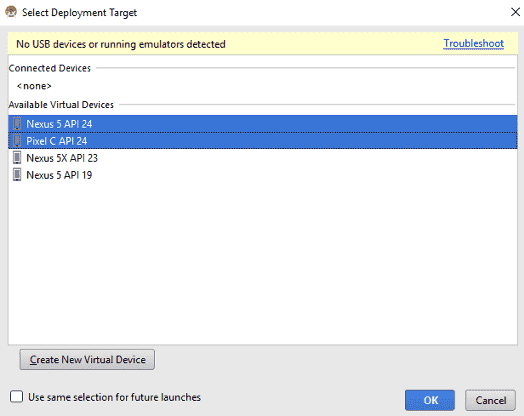 Select Deployment Target
No USB devices or running emulators detected Troubleshoot
Connected Devices
<none>
Available Virtual Devices
Nexus 5 API 24
Pixel C API 24
Nexus 5X API 23
Nexus 5 API 19
Create New Virtual Device
Use same selection for future launches
OK Cancel